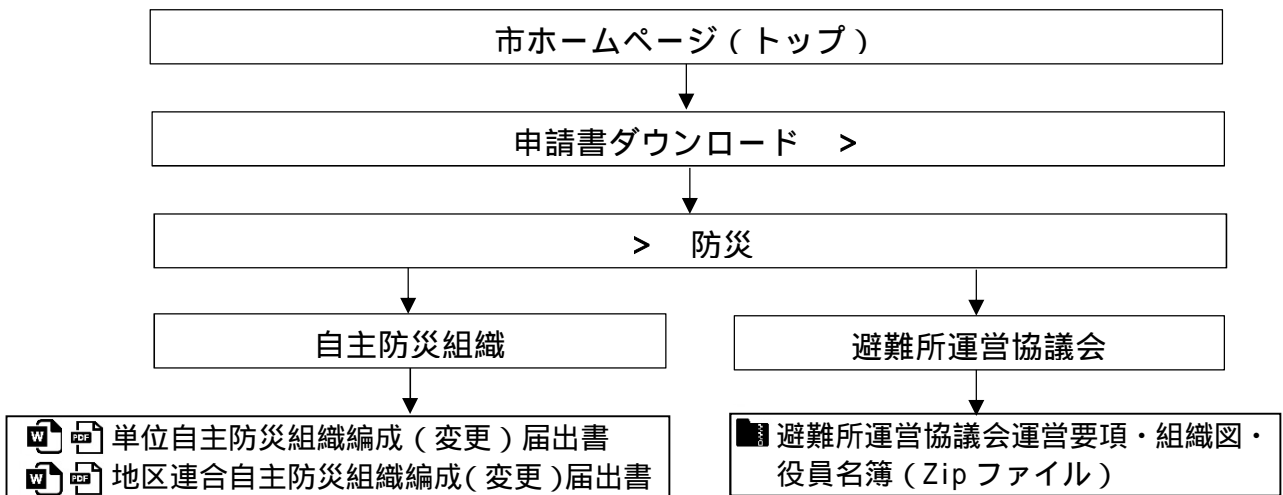 市ホームページ（トップ）
申請書ダウンロード　>
>　防災
自主防災組織
避難所運営協議会
W PDF 単位自主防災組織編成（変更）届出書
W PDF 地区連合自主防災組織編成（変更）届出書
避難所運営協議会運営要項・組織図・
役員名簿（Zip ファイル）